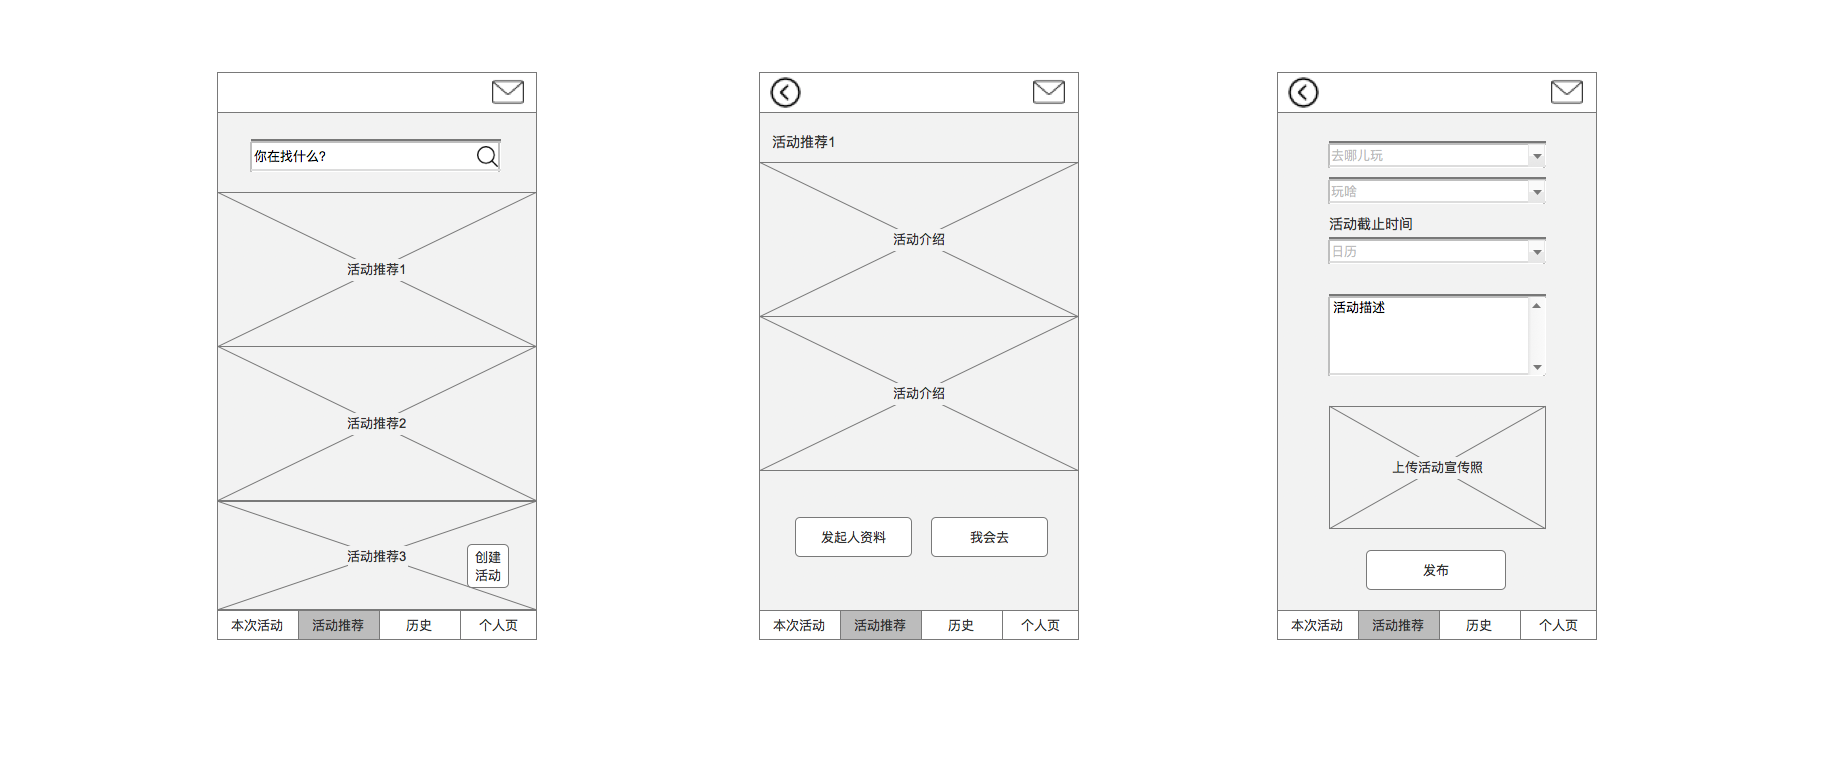 你在找什么?
活动推荐1
活动推荐2
活动推荐3
创建
活动
本次活动 活动推荐 历史 个人页
活动推荐1
活动介绍
活动介绍
发起人资料 我会去
本次活动 活动推荐 历史 个人页
去哪儿玩
玩啥
活动截止时间
日历
活动描述
上传活动宣传照
发布
本次活动 活动推荐 历史 个人页